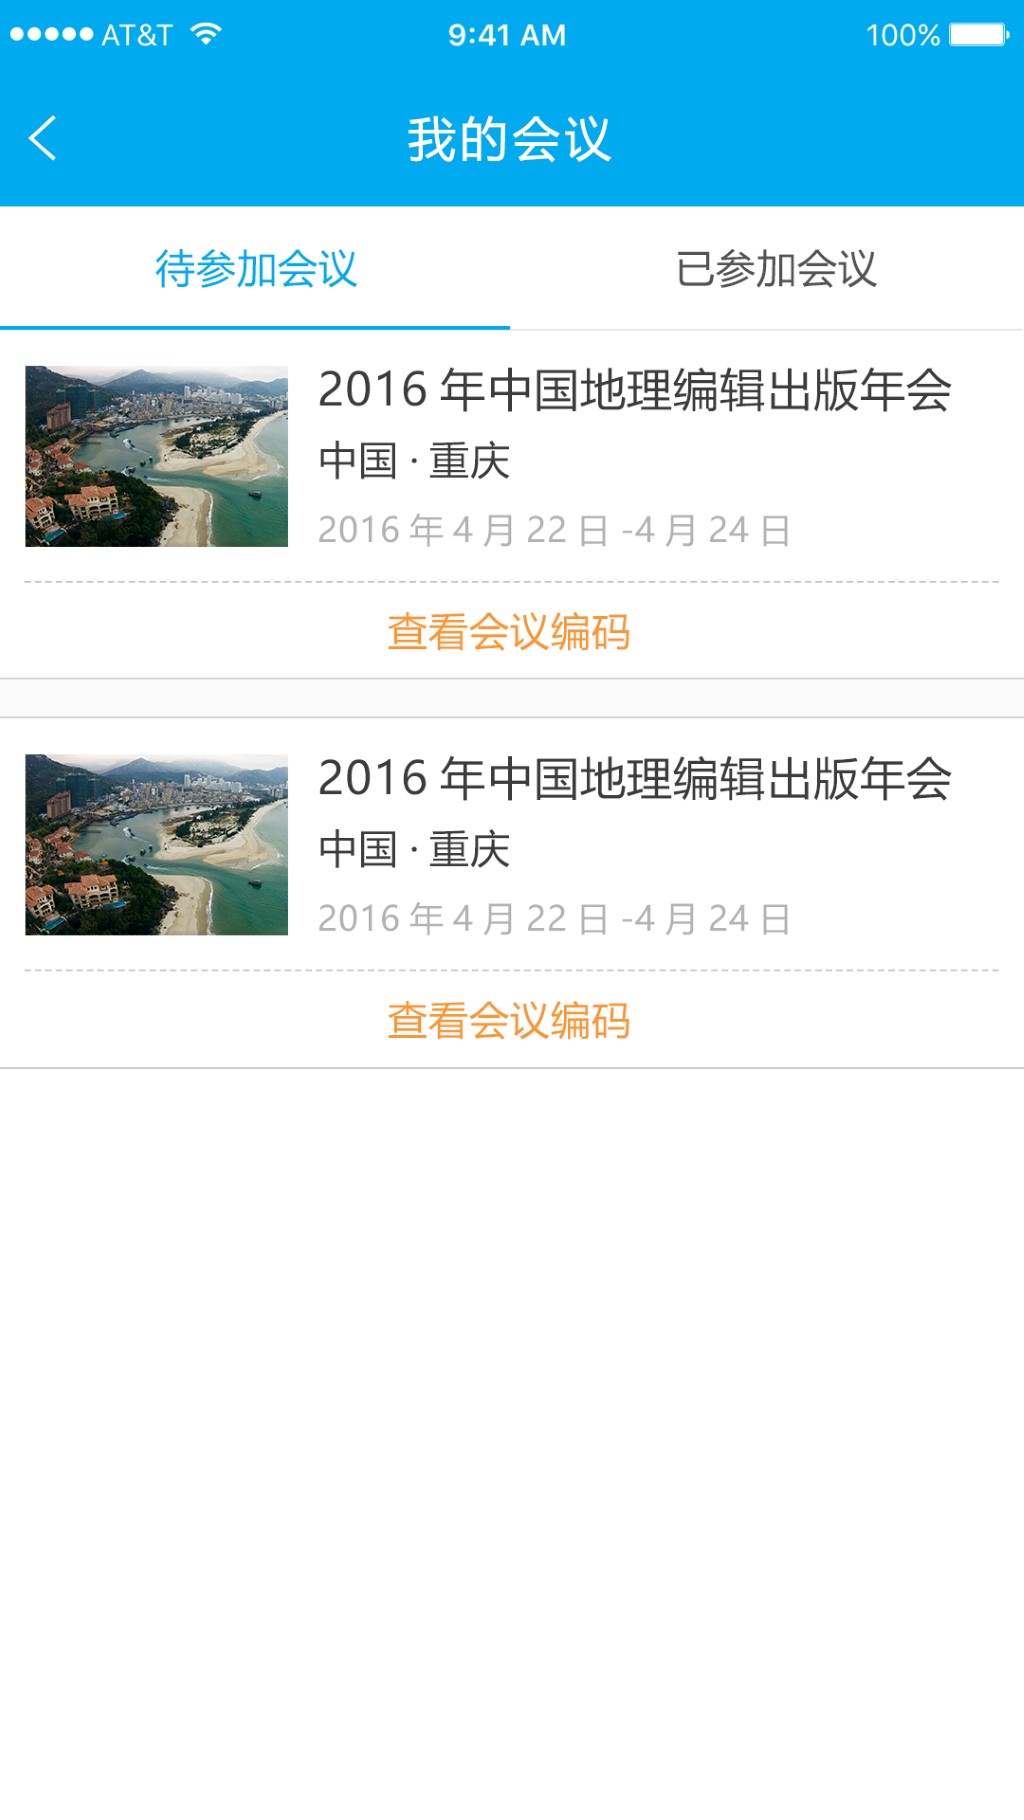 AT&T 9:41 AM 100%
我的会议
待参加会议 已参加会议
2016 年中国地理编辑出版年会
中国 · 重庆
2016 年 4 月 22 日 -4 月 24 日
查看会议编码
2016 年中国地理编辑出版年会
中国 · 重庆
2016 年 4 月 22 日 -4 月 24 日
查看会议编码